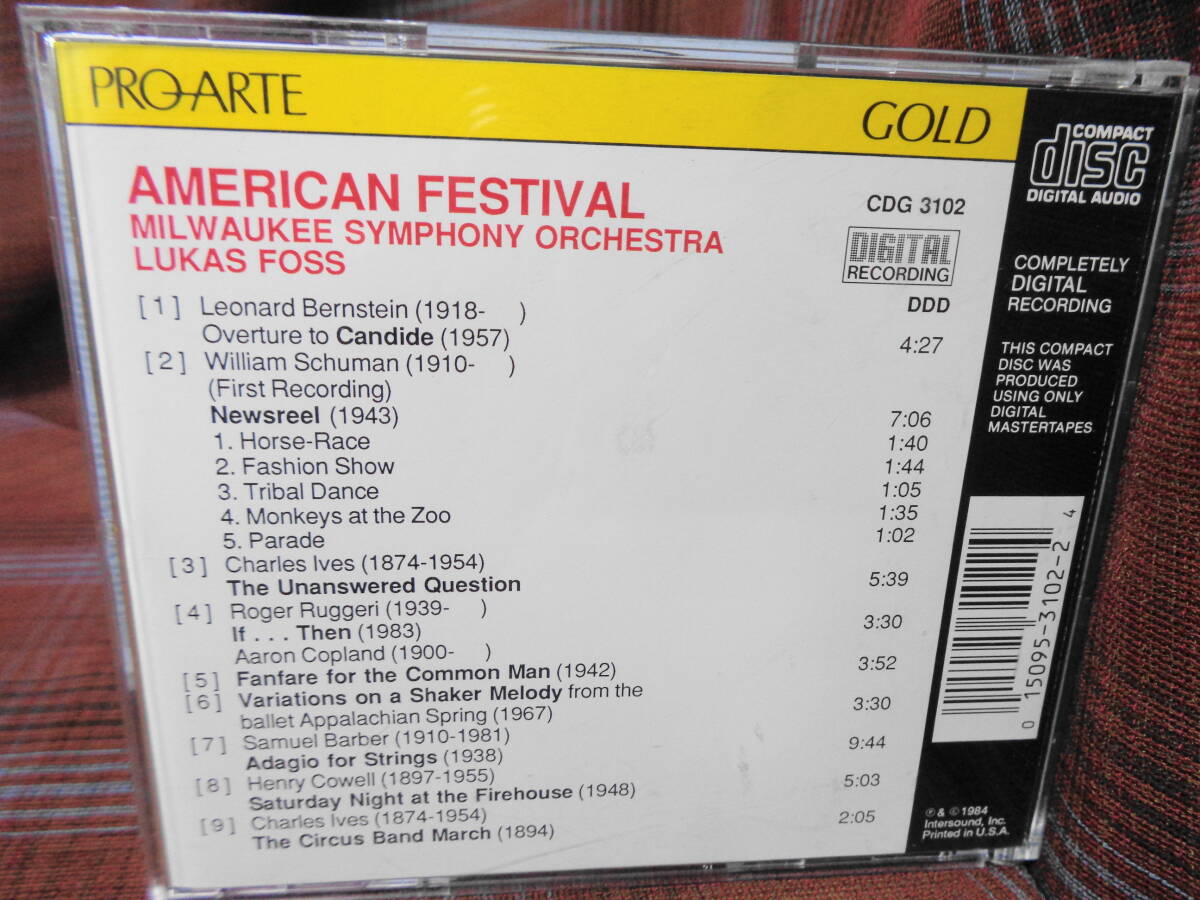 PRO-ARTE
GOLD
AMERICAN FESTIVAL
MILWAUKEE SYMPHONY ORCHESTRA
LUKAS FOSS
CDG 3102
DIGITAL
RECORDING
DDD
[1] Leonard Bernstein (1918- )
Overture to Candide (1957) 4:27
[2] William Schuman (1910- )
(First Recording)
Newsreel (1943) 7:06
1. Horse-Race 1:40
2. Fashion Show 1:44
3. Tribal Dance 1:05
4. Monkeys at the Zoo 1:35
5. Parade 1:02
[3] Charles Ives (1874-1954)
The Unanswered Question 5:39
[4] Roger Ruggeri (1939- )
If . . . Then (1983) 3:30
Aaron Copland (1900- )
[5] Fanfare for the Common Man (1942) 3:52
[6] Variations on a Shaker Melody from the
ballet Appalachian Spring (1967) 3:30
[7] Samuel Barber (1910-1981)
Adagio for Strings (1938) 9:44
[8] Henry Cowell (1897-1955)
Saturday Night at the Firehouse (1948) 5:03
[9] Charles Ives (1874-1954)
The Circus Band March (1894) 2:05
COMPACT
disc
DIGITAL AUDIO
COMPLETELY
DIGITAL
RECORDING
THIS COMPACT
DISC WAS
PRODUCED
USING ONLY
DIGITAL
MASTERTAPES
0 15095-3102-2 4
℗ & © 1984
Intersound, Inc.
Printed in U.S.A.